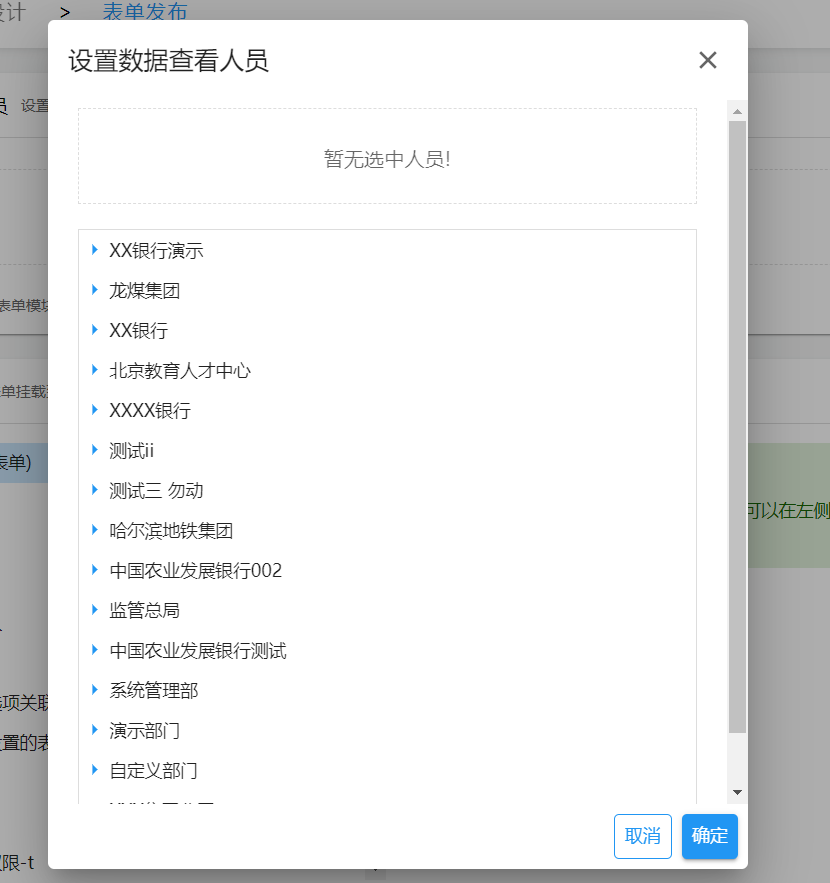 设计 > 表单发布
设置数据查看人员
员 设置
暂无选中人员!
XX银行演示
龙煤集团
表单模块
XX银行
北京教育人才中心
单挂载
XXXX银行
测试ii
表单)
测试三 勿动
可以在左侧
哈尔滨地铁集团
中国农业发展银行002
监管总局
中国农业发展银行测试
系统管理部
选项关联
演示部门
置的表
自定义部门
取消
确定
限-t